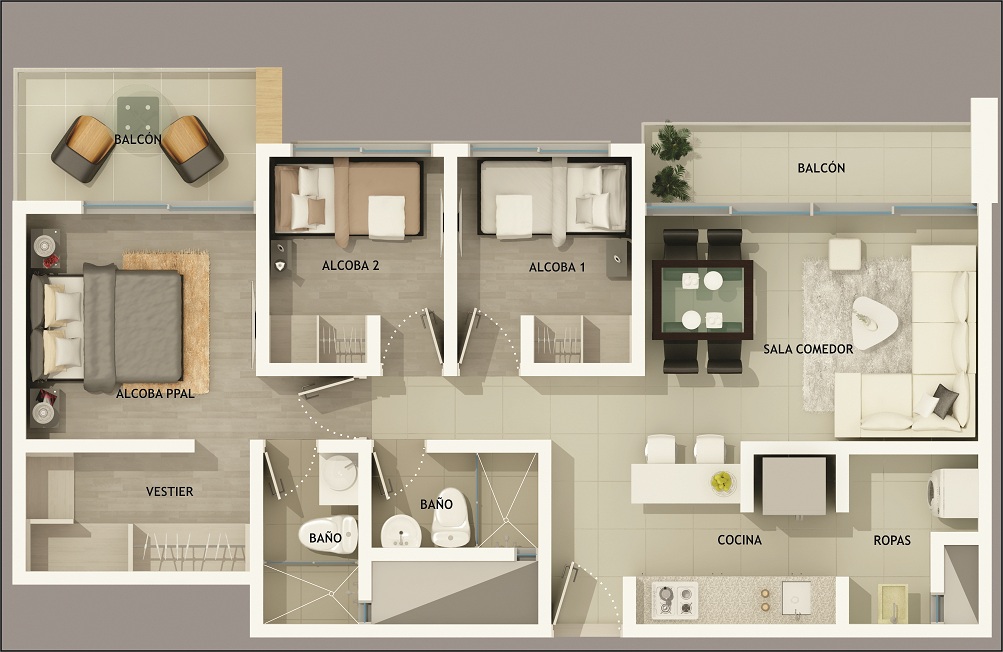 BALCÓN
BALCÓN
ALCOBA 2
ALCOBA 1
SALA COMEDOR
ALCOBA PPAL
VESTIER
BAÑO
BAÑO
COCINA
ROPAS